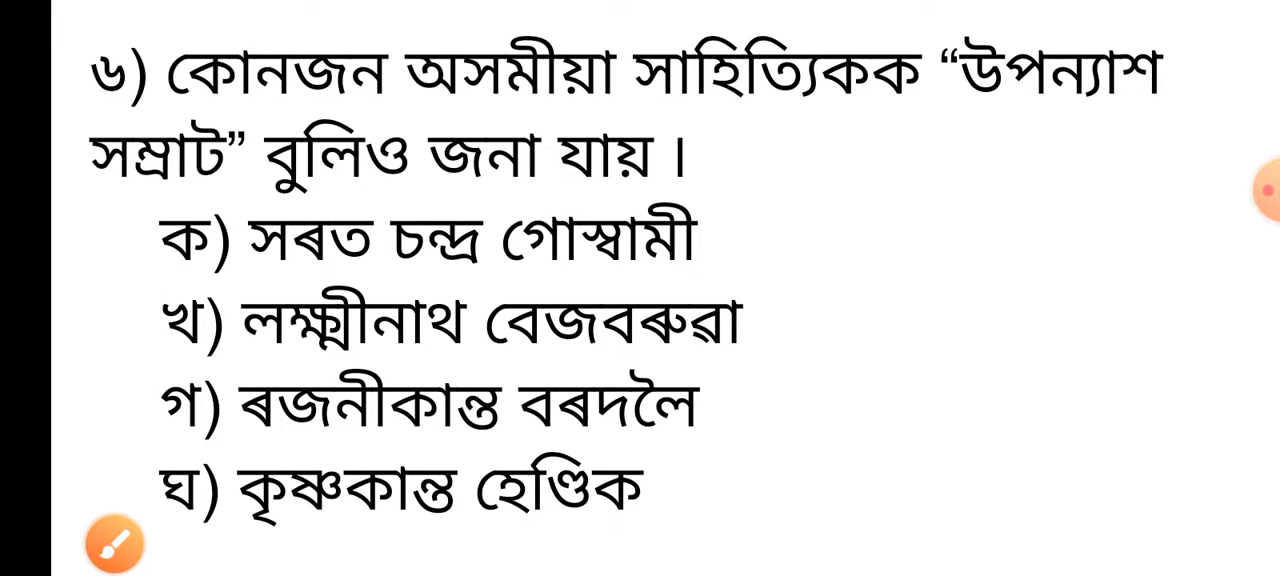 ৬) কোনজন অসমীয়া সাহিত্যিকক “উপন্যাশ
সম্ৰাট” বুলিও জনা যায় ।
ক) সৰত চন্দ্ৰ গোস্বামী
খ) লক্ষ্মীনাথ বেজবৰুৱা
গ) ৰজনীকান্ত বৰদলৈ
ঘ) কৃষ্ণকান্ত হেণ্ডিক